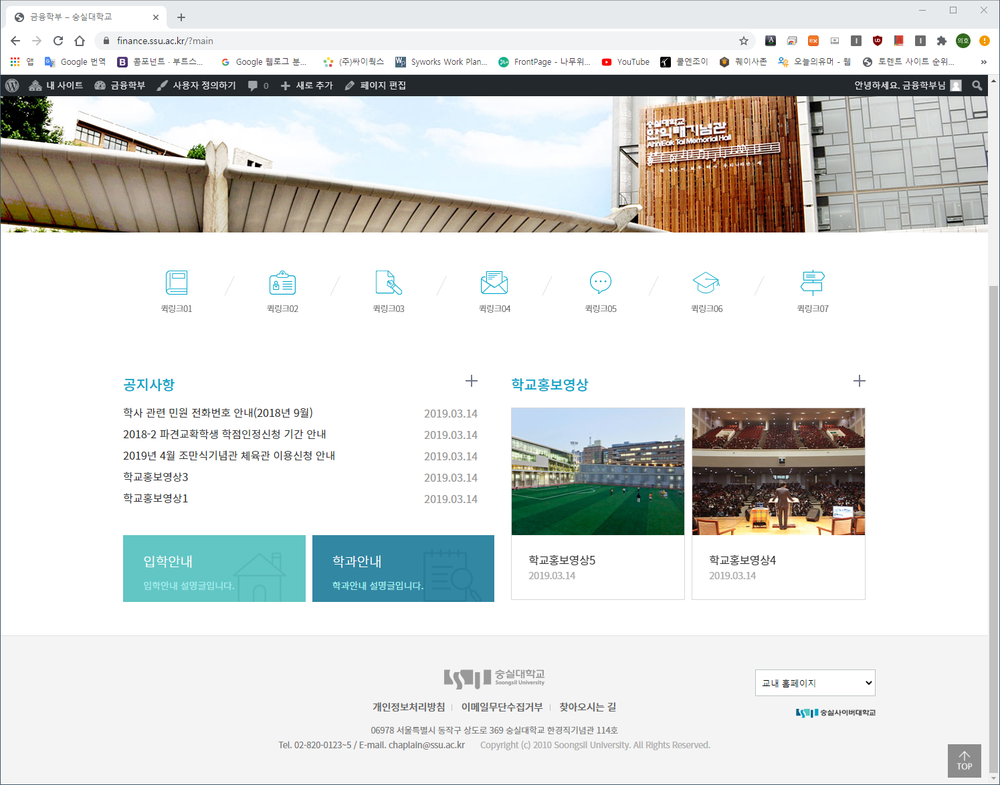 금융학부 – 숭실대학교
finance.ssu.ac.kr/?main
의호
앱 Google 번역 콤포넌트 · 부트스... Google 웹로그 분... (주)싸이웍스 Syworks Work Plan... FrontPage - 나무위... YouTube 쿨엔조이 퀘이사존 오늘의유머 - 웹 토렌트 사이트 순위... »
내 사이트 금융학부 사용자 정의하기 0 새로 추가 페이지 편집 안녕하세요, 금융학부님
숭실대학교
안익태기념관
AhnEak Tai Memorial Hall
퀵링크01 퀵링크02 퀵링크03 퀵링크04 퀵링크05 퀵링크06 퀵링크07
공지사항
학사 관련 민원 전화번호 안내(2018년 9월) 2019.03.14
2018-2 파견교확학생 학점인정신청 기간 안내 2019.03.14
2019년 4월 조만식기념관 체육관 이용신청 안내 2019.03.14
학교홍보영상3 2019.03.14
학교홍보영상1 2019.03.14
입학안내
입학안내 설명글입니다.
학과안내
학과안내 설명글입니다.
학교홍보영상
학교홍보영상5
2019.03.14
학교홍보영상4
2019.03.14
숭실대학교
Soongsil University
개인정보처리방침 이메일무단수집거부 찾아오시는 길
06978 서울특별시 동작구 상도로 369 숭실대학교 한경직기념관 114호
Tel. 02-820-0123~5 / E-mail. chaplain@ssu.ac.kr Copyright (c) 2010 Soongsil University. All Rights Reserved.
교내 홈페이지
숭실사이버대학교
TOP